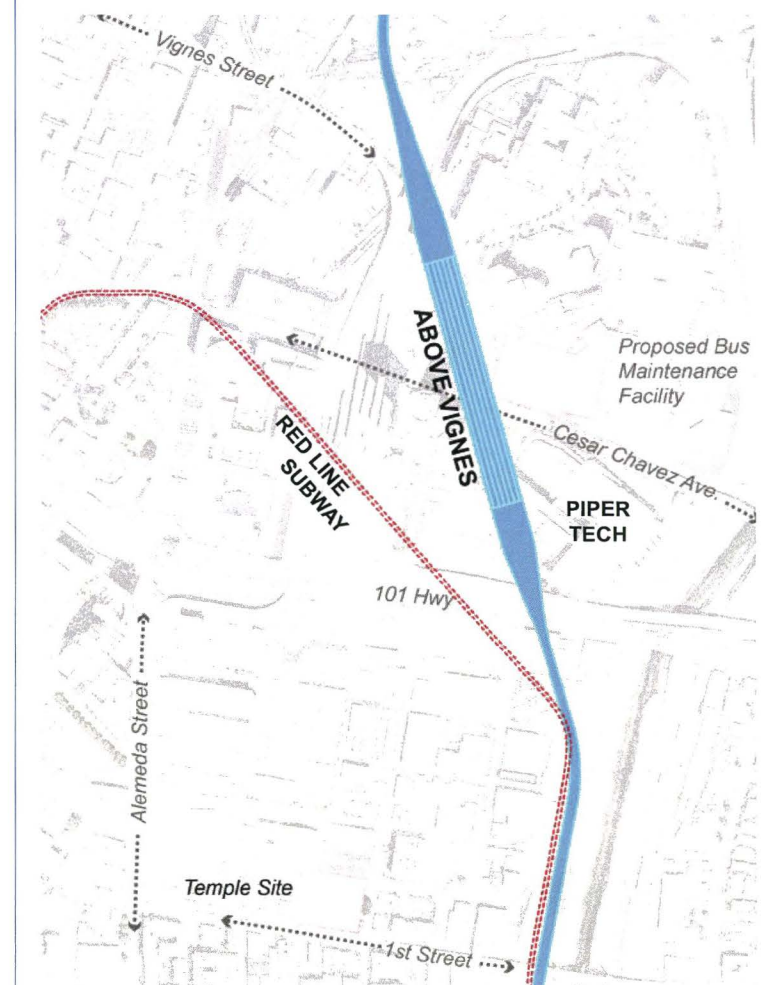 Vignes Street
ABOVE VIGNES
Proposed Bus
Maintenance
Facility
RED LINE
SUBWAY
Cesar Chavez Ave.
PIPER
TECH
101 Hwy
Alemeda Street
Temple Site
1st Street